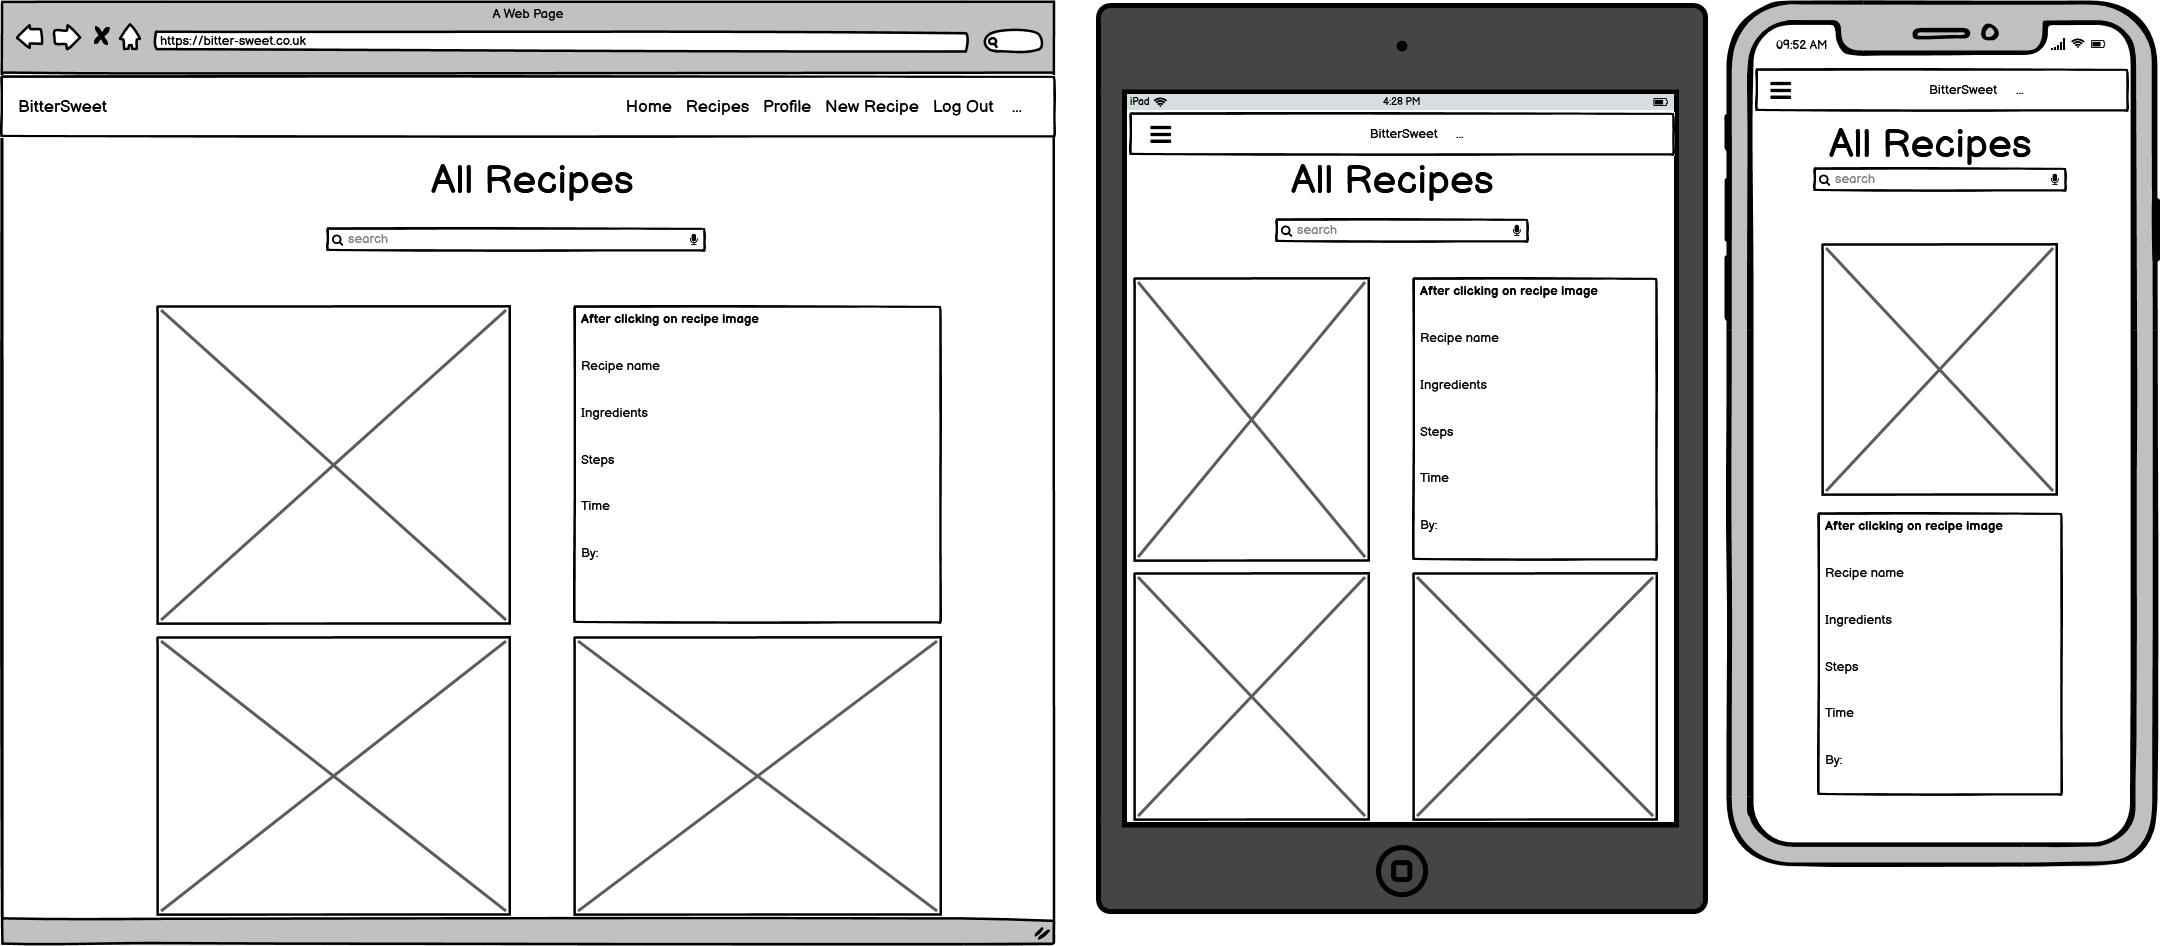 A Web Page
https://bitter-sweet.co.uk
BitterSweet Home Recipes Profile New Recipe Log Out ...
All Recipes
search
After clicking on recipe image
Recipe name
Ingredients
Steps
Time
By:
iPad 4:28 PM
BitterSweet ...
All Recipes
search
After clicking on recipe image
Recipe name
Ingredients
Steps
Time
By:
09:52 AM
BitterSweet ...
All Recipes
search
After clicking on recipe image
Recipe name
Ingredients
Steps
Time
By: